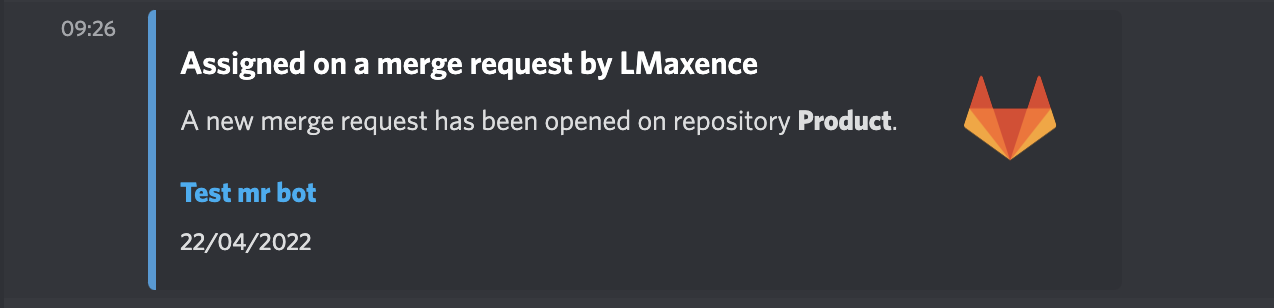 09:26
Assigned on a merge request by LMaxence
A new merge request has been opened on repository Product.
Test mr bot
22/04/2022